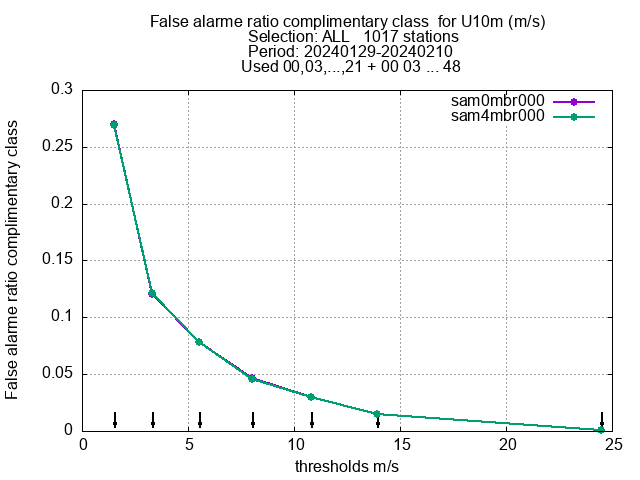 False alarme ratio complimentary class  for U10m (m/s)
Selection: ALL   1017 stations
Period: 20240129-20240210
Used 00,03,...,21 + 00 03 ... 48
sam0mbr000
sam4mbr000
False alarme ratio complimentary class
0.3
0.25
0.2
0.15
0.1
0.05
0
0 5 10 15 20 25
thresholds m/s